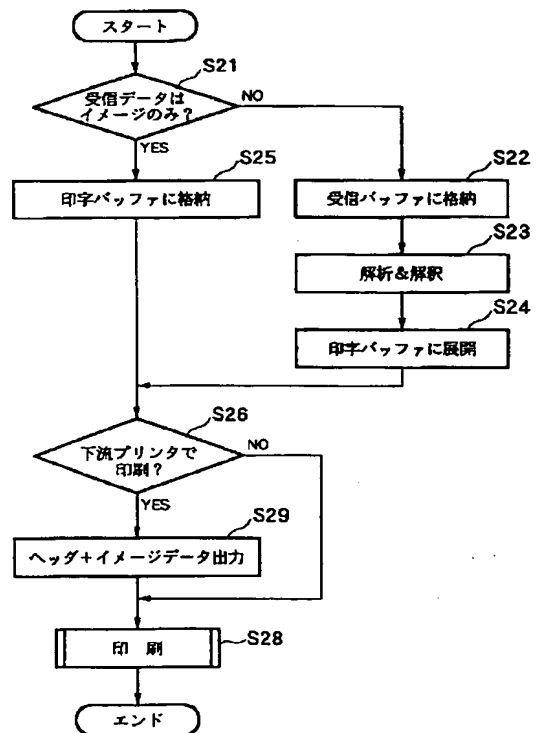 スタート
S21
受信データは
イメージのみ?
NO
YES
S25
印字バッファに格納
S22
受信バッファに格納
S23
解析&解釈
S24
印字バッファに展開
S26
下流プリンタで
印刷?
NO
YES
S29
ヘッダ+イメージデータ出力
S28
印 刷
エンド